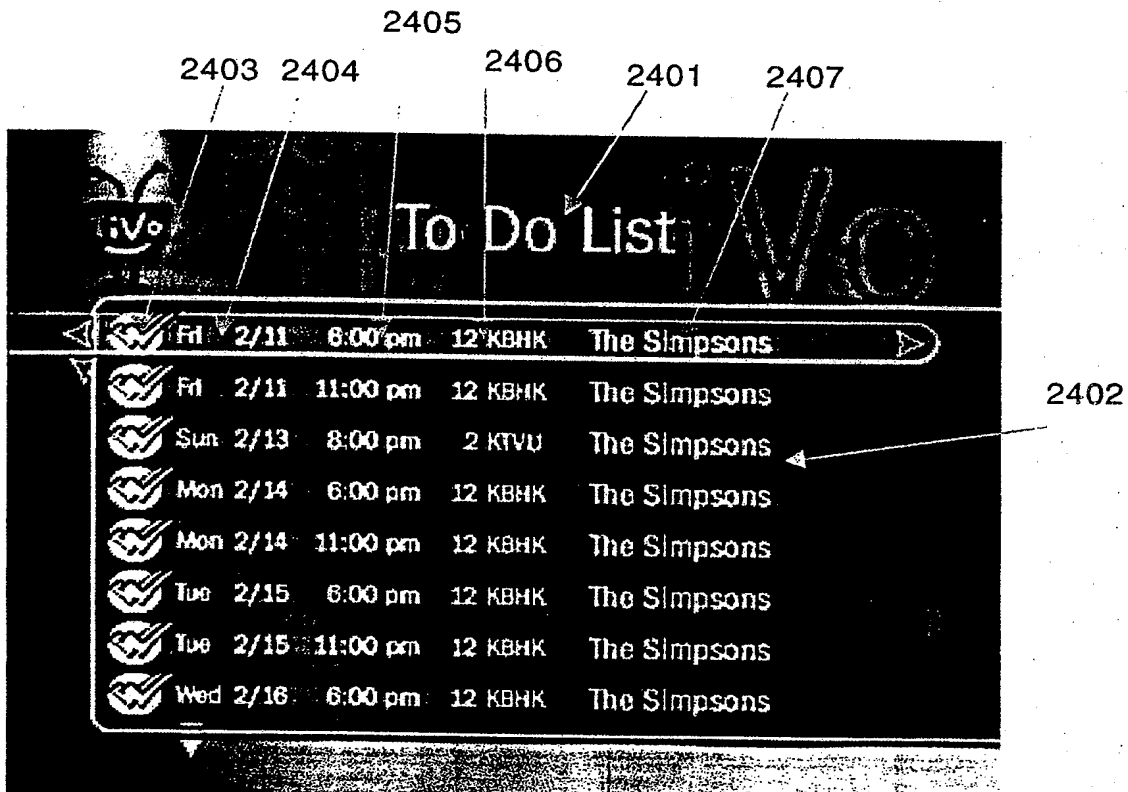 2405
2403 2404 2406 2401 2407
TiVo
To Do List
Fri 2/11 6:00 pm 12 KBHK The Simpsons
Fri 2/11 11:00 pm 12 KBHK The Simpsons
2402
Sun 2/13 8:00 pm 2 KTVU The Simpsons
Mon 2/14 6:00 pm 12 KBHK The Simpsons
Mon 2/14 11:00 pm 12 KBHK The Simpsons
Tue 2/15 6:00 pm 12 KBHK The Simpsons
Tue 2/15 11:00 pm 12 KBHK The Simpsons
Wed 2/16 6:00 pm 12 KBHK The Simpsons